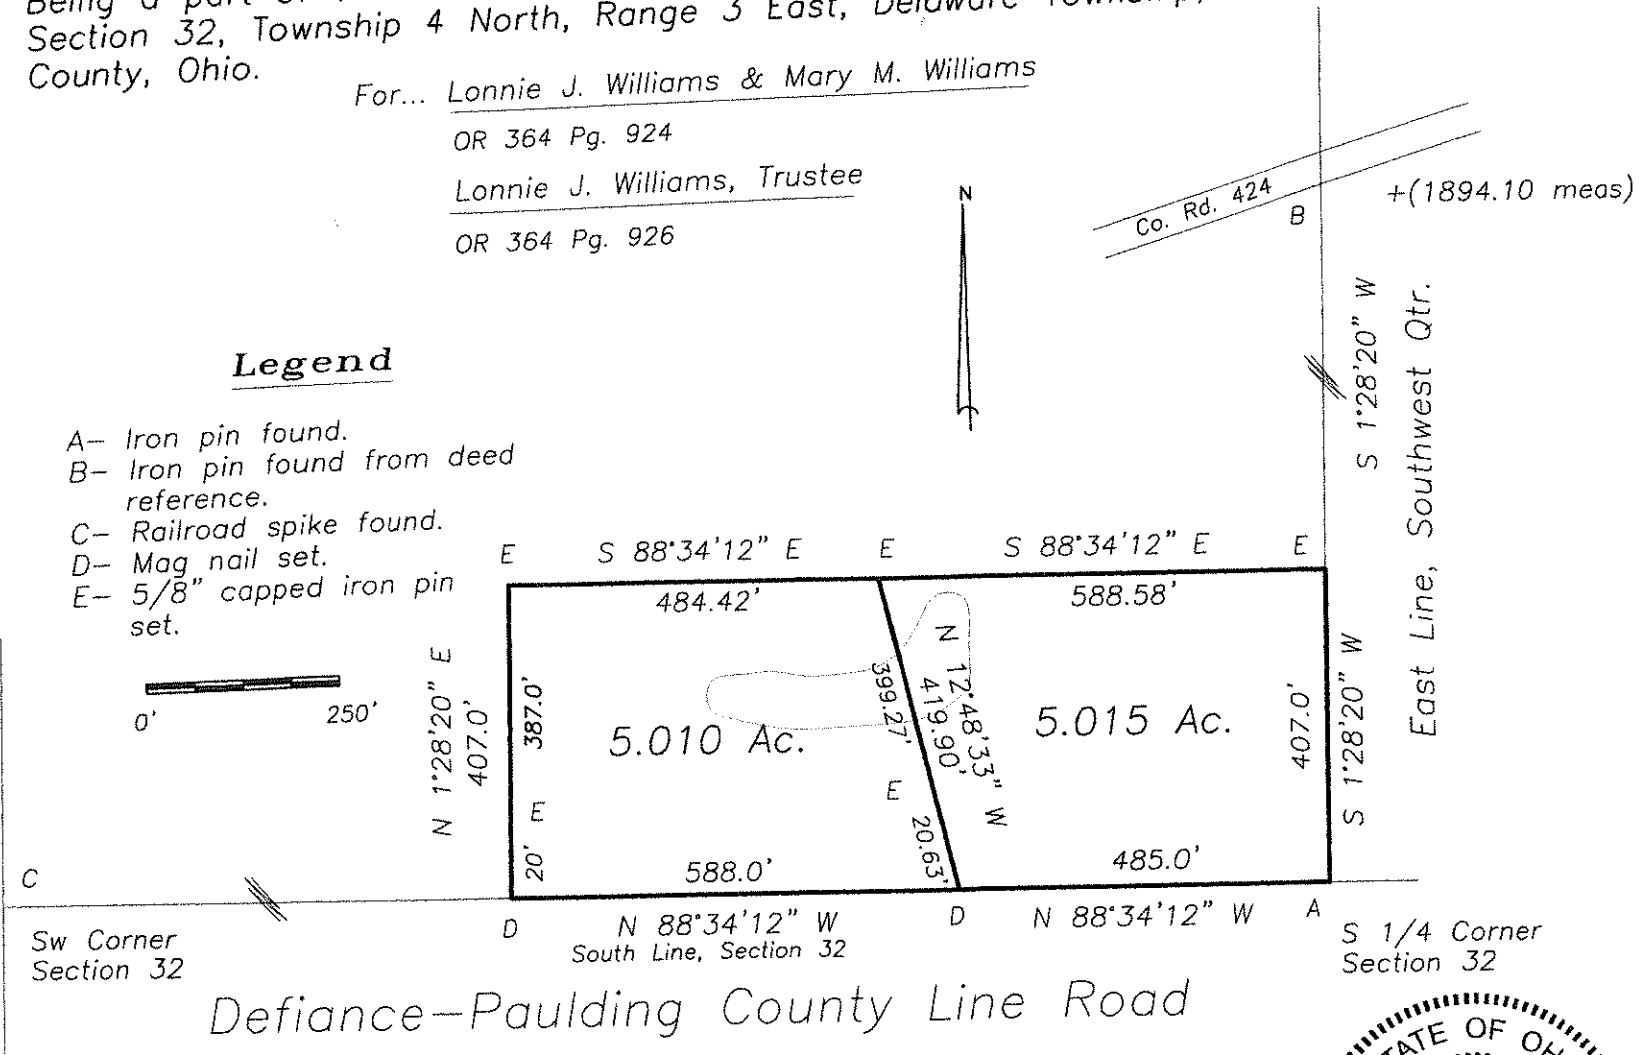 Section 32, Township 4 North, Range 3 East, Delaware Township,
County, Ohio.
For... Lonnie J. Williams & Mary M. Williams
OR 364 Pg. 924
Lonnie J. Williams, Trustee
OR 364 Pg. 926
N
Co. Rd. 424
B
+(1894.10 meas)
S 1°28'20" W
East Line, Southwest Qtr.
Legend
A- Iron pin found.
B- Iron pin found from deed
reference.
C- Railroad spike found.
D- Mag nail set.
E- 5/8" capped iron pin
set.
0' 250'
E S 88°34'12" E E S 88°34'12" E E
484.42' 588.58'
N 1°28'20" E
407.0'
387.0'
E
20'
5.010 Ac.
399.27'
E
20.63'
N 12°48'33" W
419.90'
5.015 Ac.
407.0'
S 1°28'20" W
588.0' 485.0'
C
D N 88°34'12" W D N 88°34'12" W A
South Line, Section 32
Sw Corner
Section 32
S 1/4 Corner
Section 32
Defiance-Paulding County Line Road
OF